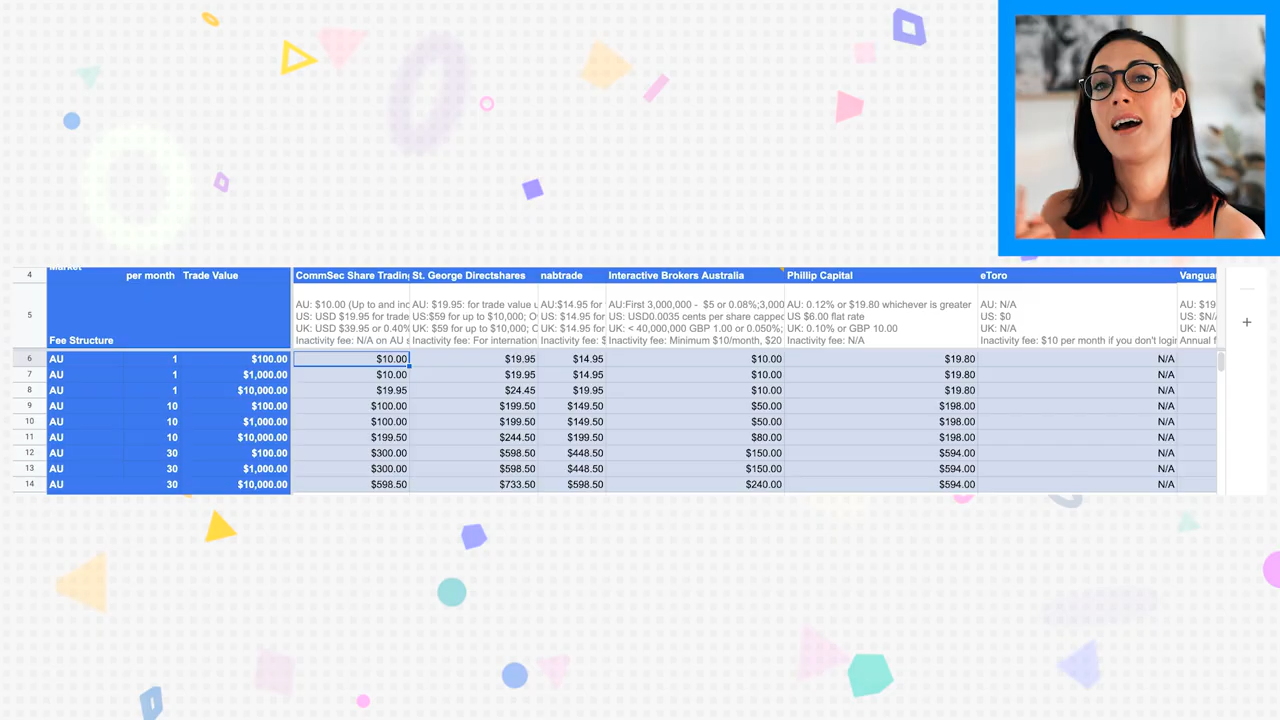 Market
4 per month Trade Value CommSec Share Trading St. George Directshares nabtrade Interactive Brokers Australia Phillip Capital eToro Vangua
AU: $10.00 (Up to and inc AU: $19.95: for trade value u AU:$14.95 for AU:First 3,000,000 - $5 or 0.08%;3,000 AU: 0.12% or $19.80 whichever is greater AU: N/A AU: $19
5 US: USD $19.95 for trade US:$59 for up to $10,000; O US: $14.95 for US: USD0.0035 cents per share capped US $6.00 flat rate US: $0 US: $N/
UK: USD $39.95 or 0.40% UK: $59 for up to $10,000; O UK: $14.95 for UK: < 40,000,000 GBP 1.00 or 0.050%; UK: 0.10% or GBP 10.00 UK: N/A UK: N/A
Fee Structure Inactivity fee: N/A on AU s Inactivity fee: For internation Inactivity fee: $ Inactivity fee: Minimum $10/month, $20 Inactivity fee: N/A Inactivity fee: $10 per month if you don't login Annual f
6 AU 1 $100.00 $10.00 $19.95 $14.95 $10.00 $19.80 N/A
7 AU 1 $1,000.00 $10.00 $19.95 $14.95 $10.00 $19.80 N/A
8 AU 1 $10,000.00 $19.95 $24.45 $19.95 $10.00 $19.80 N/A
9 AU 10 $100.00 $100.00 $199.50 $149.50 $50.00 $198.00 N/A
10 AU 10 $1,000.00 $100.00 $199.50 $149.50 $50.00 $198.00 N/A
11 AU 10 $10,000.00 $199.50 $244.50 $199.50 $80.00 $198.00 N/A
12 AU 30 $100.00 $300.00 $598.50 $448.50 $150.00 $594.00 N/A
13 AU 30 $1,000.00 $300.00 $598.50 $448.50 $150.00 $594.00 N/A
14 AU 30 $10,000.00 $598.50 $733.50 $598.50 $240.00 $594.00 N/A